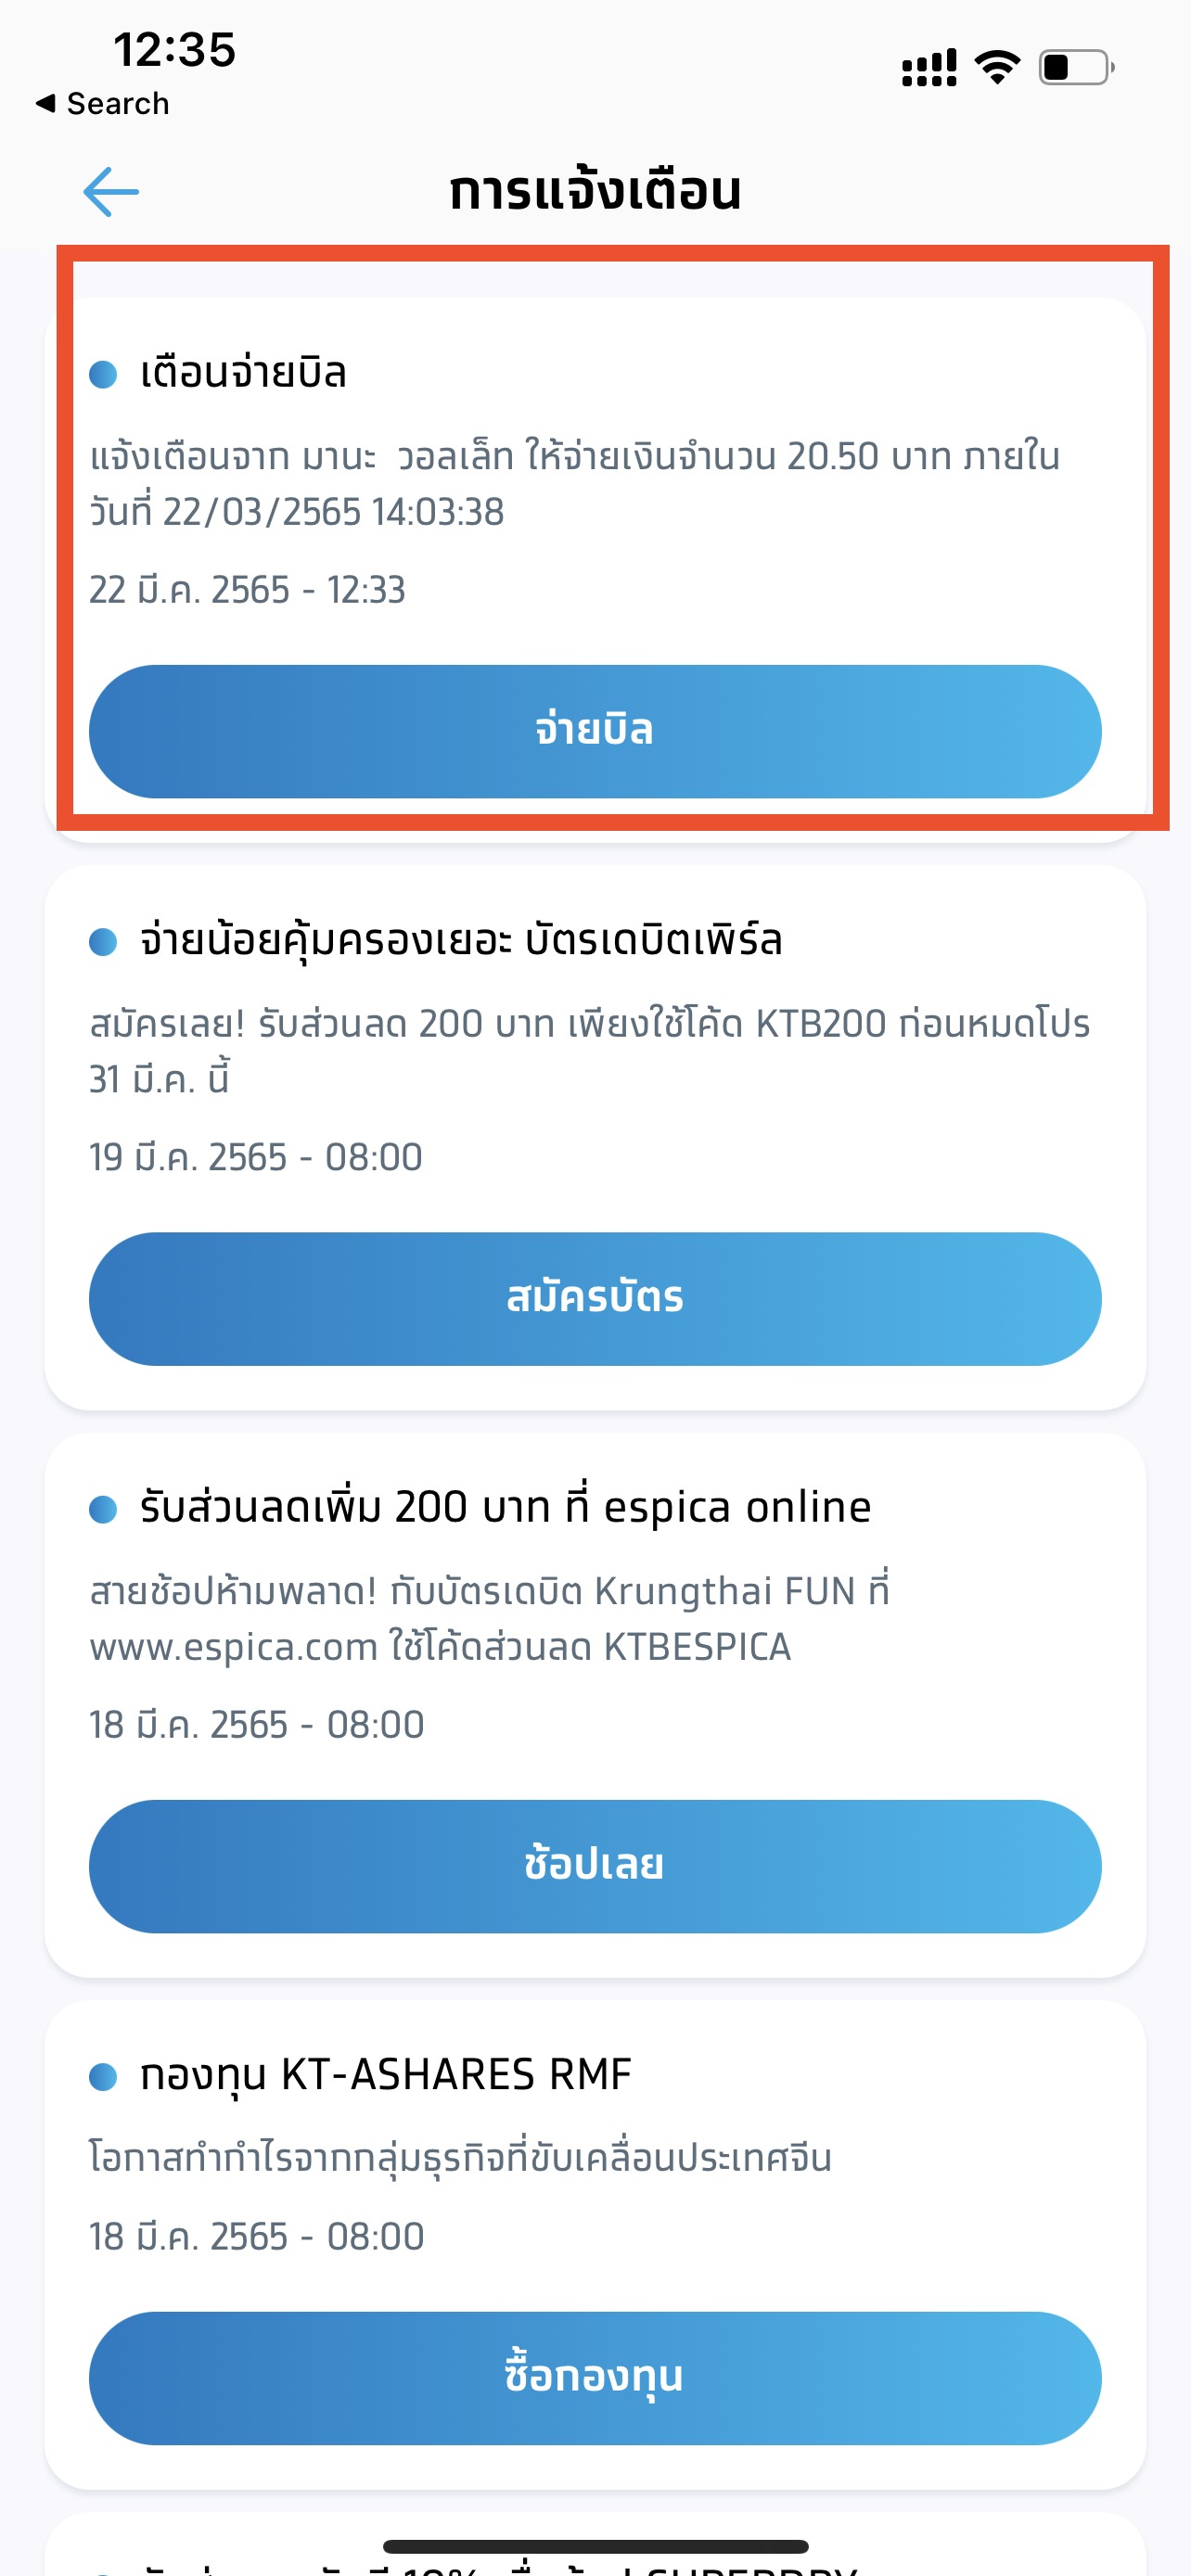 12:35
Search
การแจ้งเตือน
เตือนจ่ายบิล
แจ้งเตือนจาก มานะ วอลเล็ท ให้จ่ายเงินจำนวน 20.50 บาท ภายใน
วันที่ 22/03/2565 14:03:38
22 มี.ค. 2565 - 12:33
จ่ายบิล
จ่ายน้อยคุ้มครองเยอะ บัตรเดบิตเพิร์ล
สมัครเลย! รับส่วนลด 200 บาท เพียงใช้โค้ด KTB200 ก่อนหมดโปร
31 มี.ค. นี้
19 มี.ค. 2565 - 08:00
สมัครบัตร
รับส่วนลดเพิ่ม 200 บาท ที่ espica online
สายช้อปห้ามพลาด! กับบัตรเดบิต Krungthai FUN ที่
www.espica.com ใช้โค้ดส่วนลด KTBESPICA
18 มี.ค. 2565 - 08:00
ช้อปเลย
กองทุน KT-ASHARES RMF
โอกาสทำกำไรจากกลุ่มธุรกิจที่ขับเคลื่อนประเทศจีน
18 มี.ค. 2565 - 08:00
ซื้อกองทุน